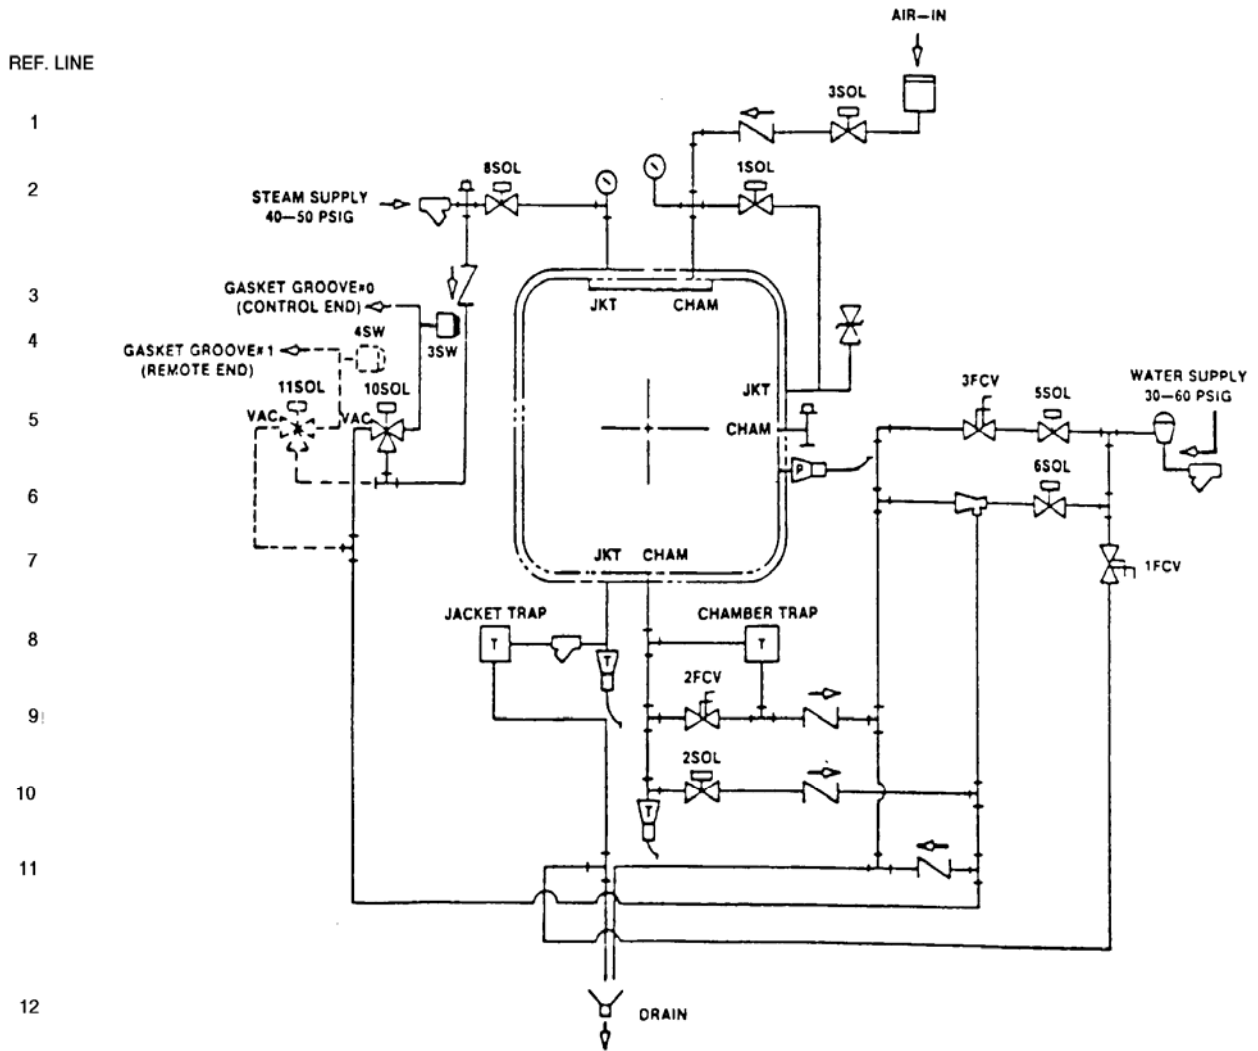 AIR-IN
REF. LINE
3SOL
1
8SOL
1SOL
2
STEAM SUPPLY
40-50 PSIG
3
GASKET GROOVE#0
(CONTROL END)
JKT
CHAM
4SW
4
3SW
GASKET GROOVE#1
(REMOTE END)
11SOL
10SOL
JKT
3FCV
5SOL
WATER SUPPLY
30-60 PSiG
VAC
VAC
5
CHAM
P
6SOL
6
JKT
CHAM
7
1FCV
JACKET TRAP
CHAMBER TRAP
8
T
T
T
2FCV
9
2SOL
10
T
11
12
DRAIN